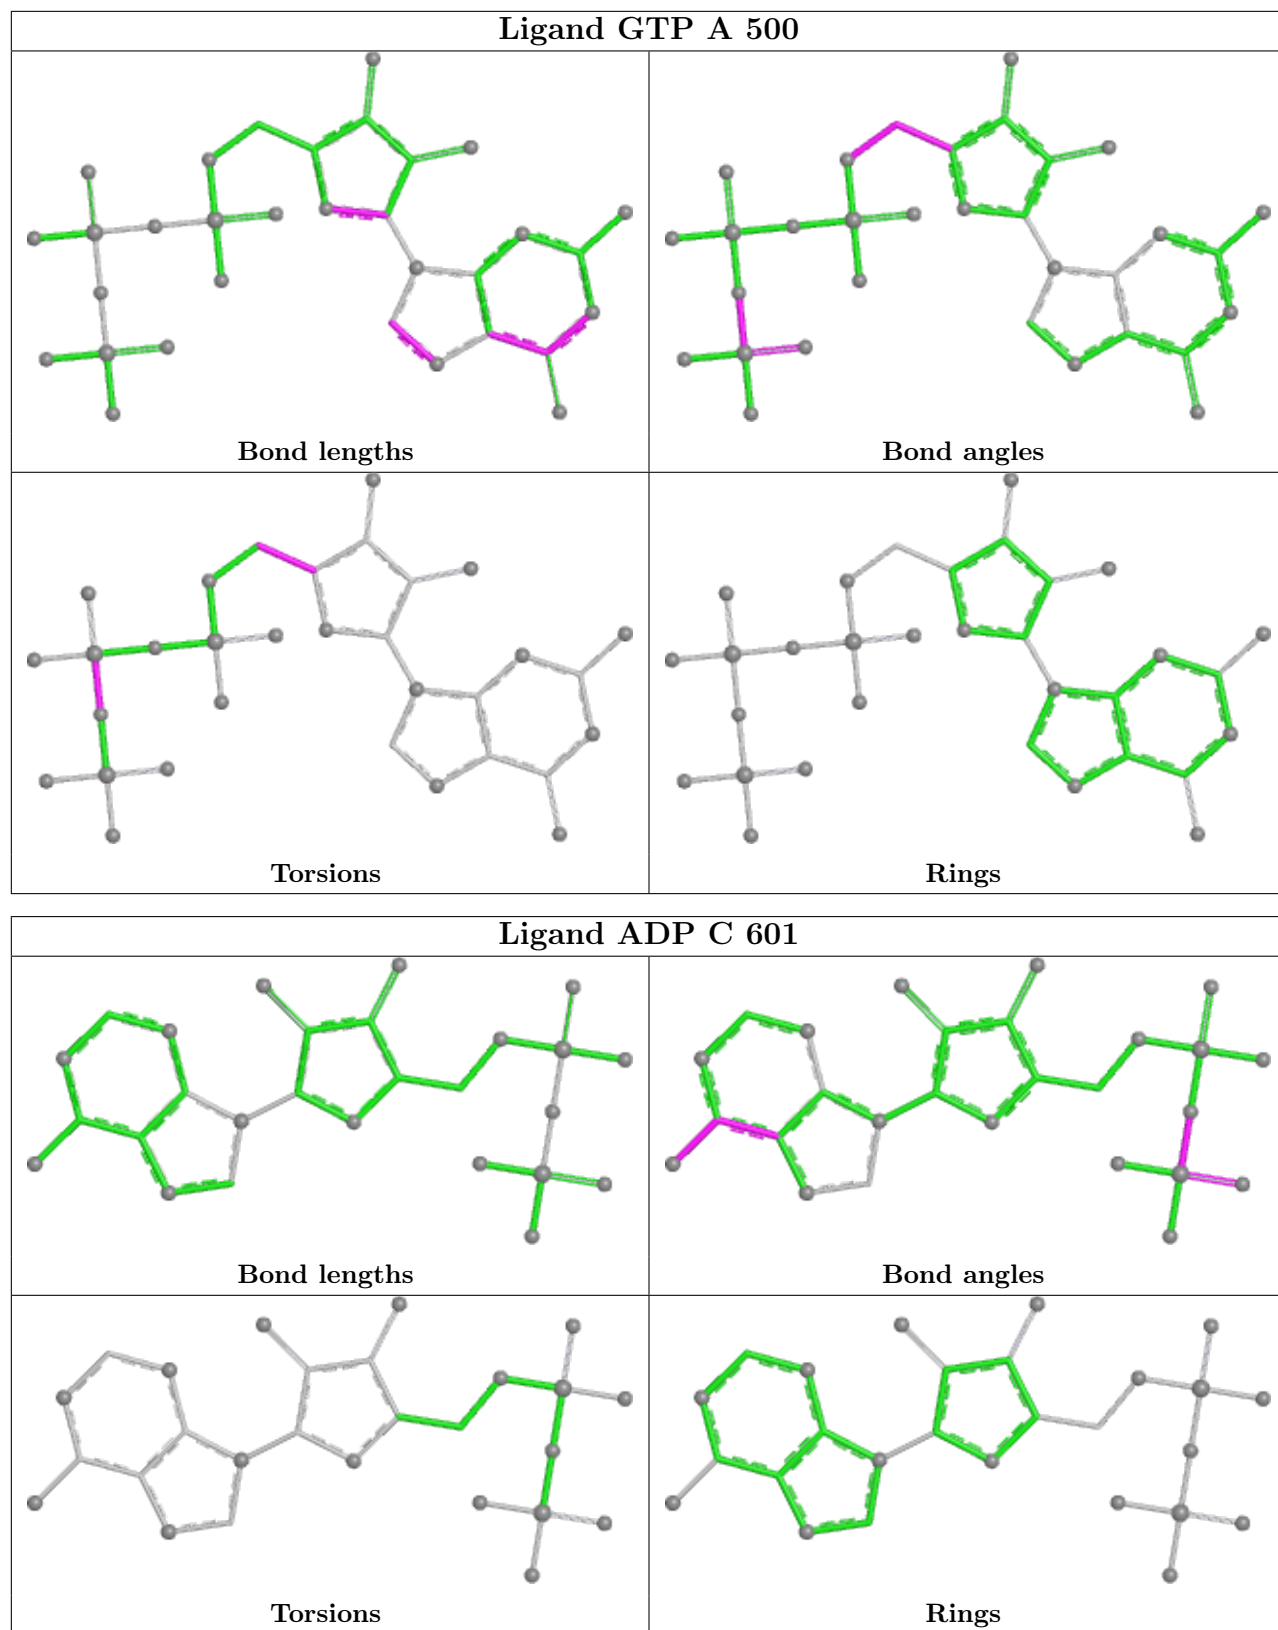 Ligand GTP A 500
Bond lengths
Bond angles
Torsions
Rings
Ligand ADP C 601
Bond lengths
Bond angles
Torsions
Rings